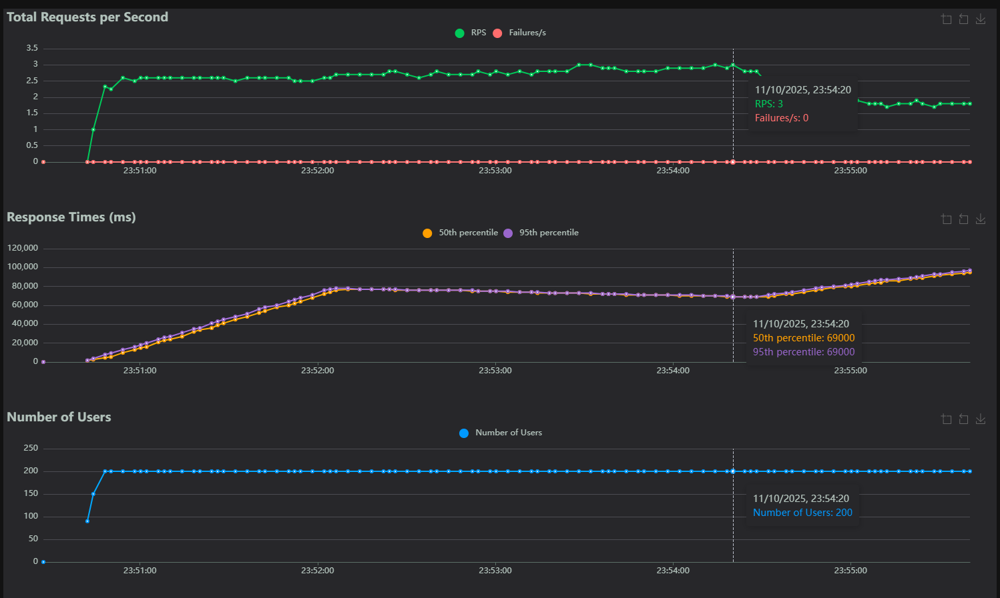 Total Requests per Second
RPS Failures/s
3.5
3
2.5
2
1.5
1
0.5
0
11/10/2025, 23:54:20
RPS: 3
Failures/s: 0
23:51:00 23:52:00 23:53:00 23:54:00 23:55:00
Response Times (ms)
50th percentile 95th percentile
120,000
100,000
80,000
60,000
40,000
20,000
0
11/10/2025, 23:54:20
50th percentile: 69000
95th percentile: 69000
23:51:00 23:52:00 23:53:00 23:54:00 23:55:00
Number of Users
Number of Users
250
200
150
100
50
0
11/10/2025, 23:54:20
Number of Users: 200
23:51:00 23:52:00 23:53:00 23:54:00 23:55:00